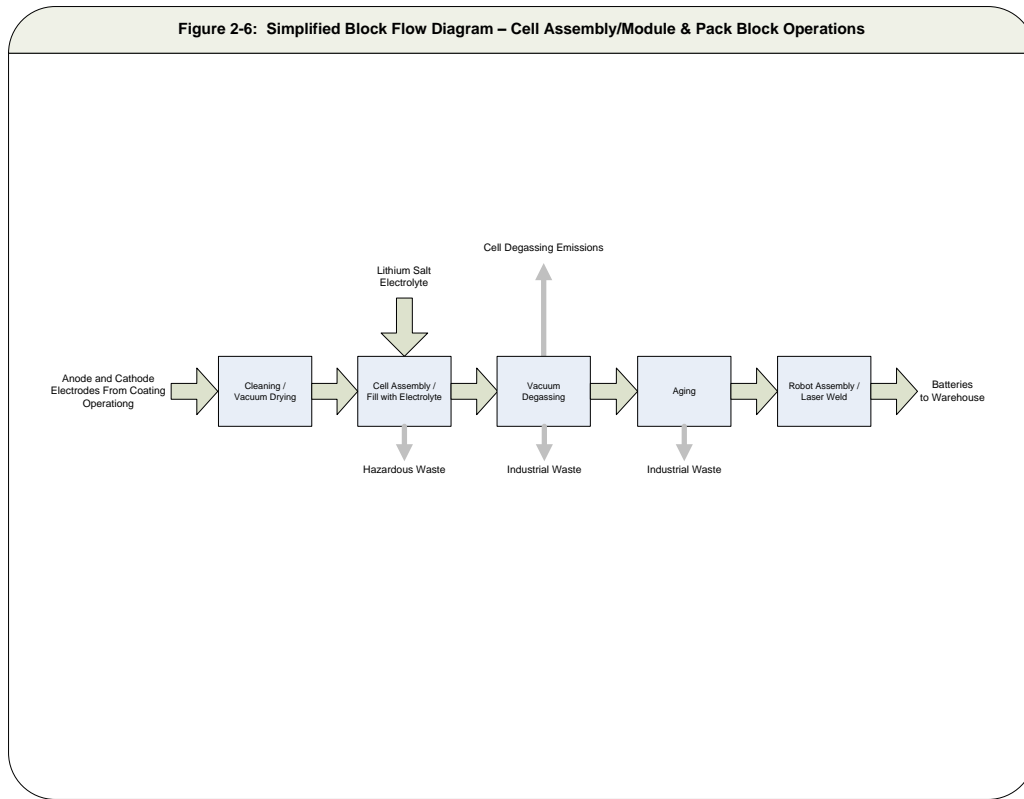 Figure 2-6: Simplified Block Flow Diagram – Cell Assembly/Module & Pack Block Operations
Cell Degassing Emissions
Lithium Salt
Electrolyte
Anode and Cathode
Electrodes From Coating
Operationg
Cleaning /
Vacuum Drying
Cell Assembly /
Fill with Electrolyte
Vacuum
Degassing
Aging
Robot Assembly /
Laser Weld
Batteries
to Warehouse
Hazardous Waste
Industrial Waste
Industrial Waste